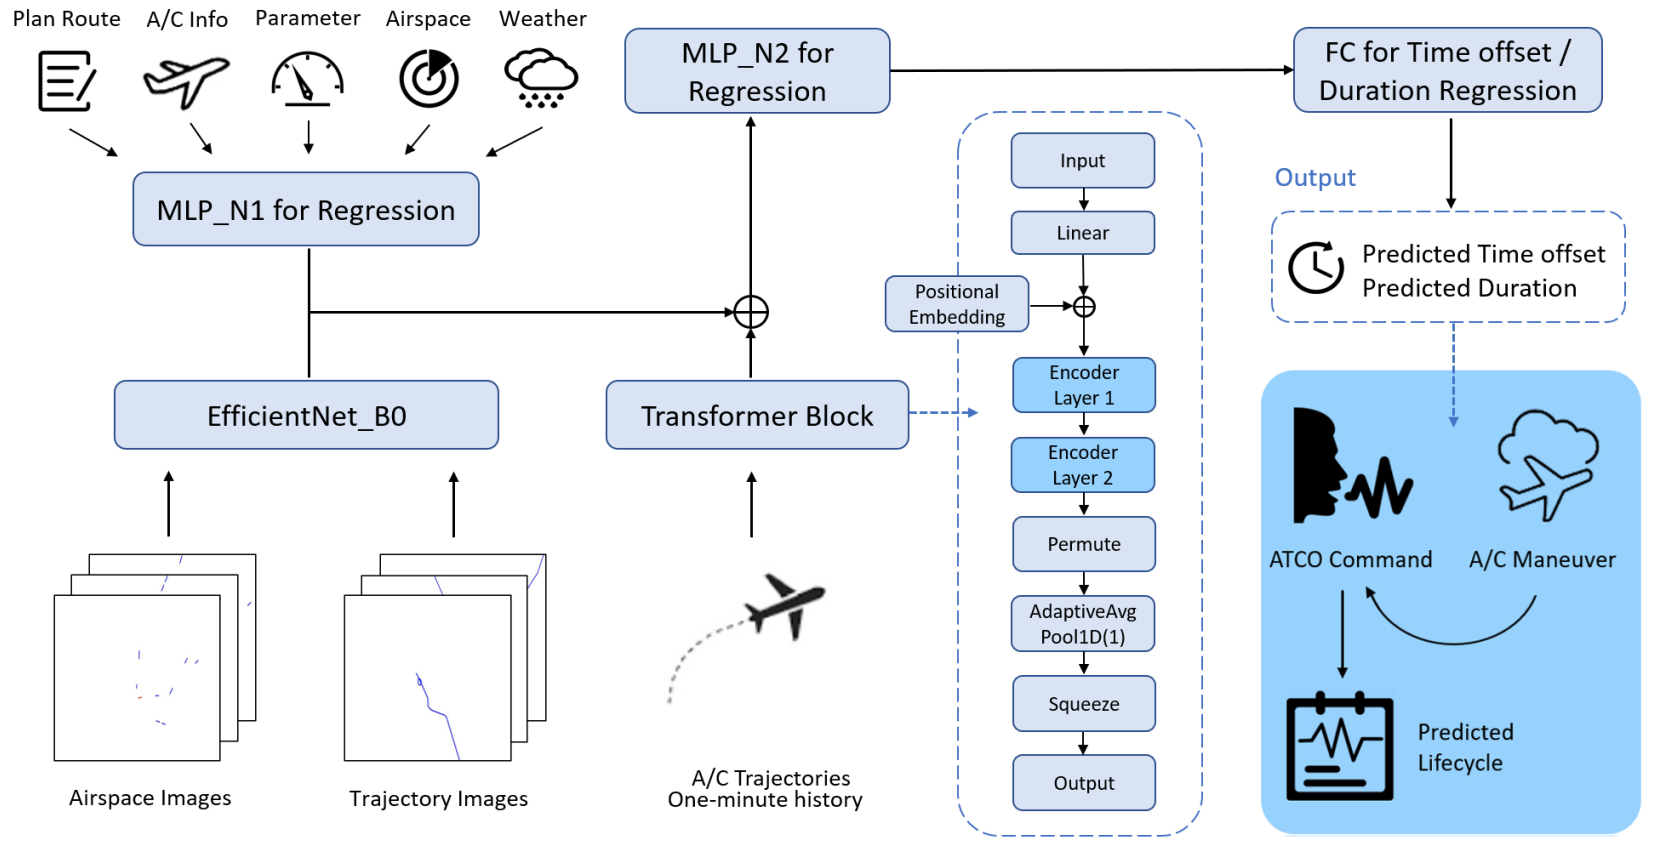 Plan Route
A/C Info
Parameter
Airspace
Weather
MLP_N1 for Regression
EfficientNet_B0
Airspace Images
Trajectory Images
MLP_N2 for
Regression
Transformer Block
A/C Trajectories
One-minute history
Input
Linear
Positional
Embedding
Encoder
Layer 1
Encoder
Layer 2
Permute
AdaptiveAvg
Pool1D(1)
Squeeze
Output
FC for Time offset /
Duration Regression
Output
Predicted Time offset
Predicted Duration
ATCO Command
A/C Maneuver
Predicted
Lifecycle